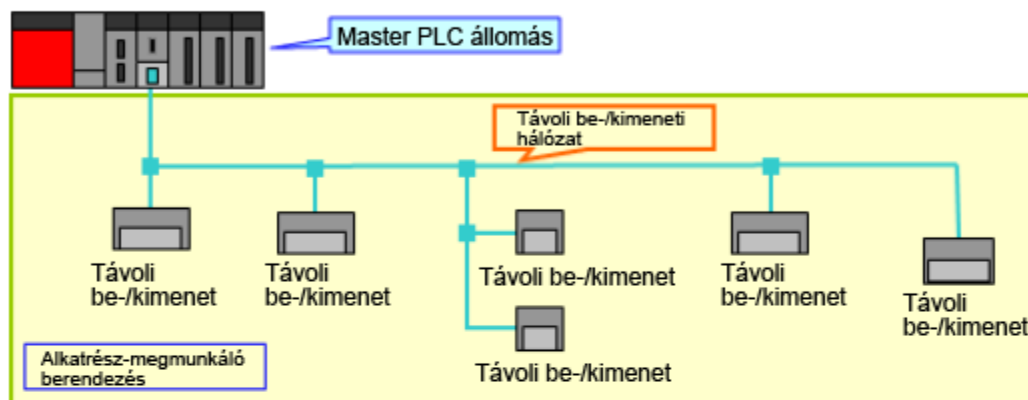 Master PLC állomás
Távoli be-/kimeneti
hálózat
Távoli
be-/kimenet
Távoli
be-/kimenet
Távoli be-/kimenet
Távoli be-/kimenet
Távoli
be-/kimenet
Távoli
be-/kimenet
Alkatrész-megmunkáló
berendezés